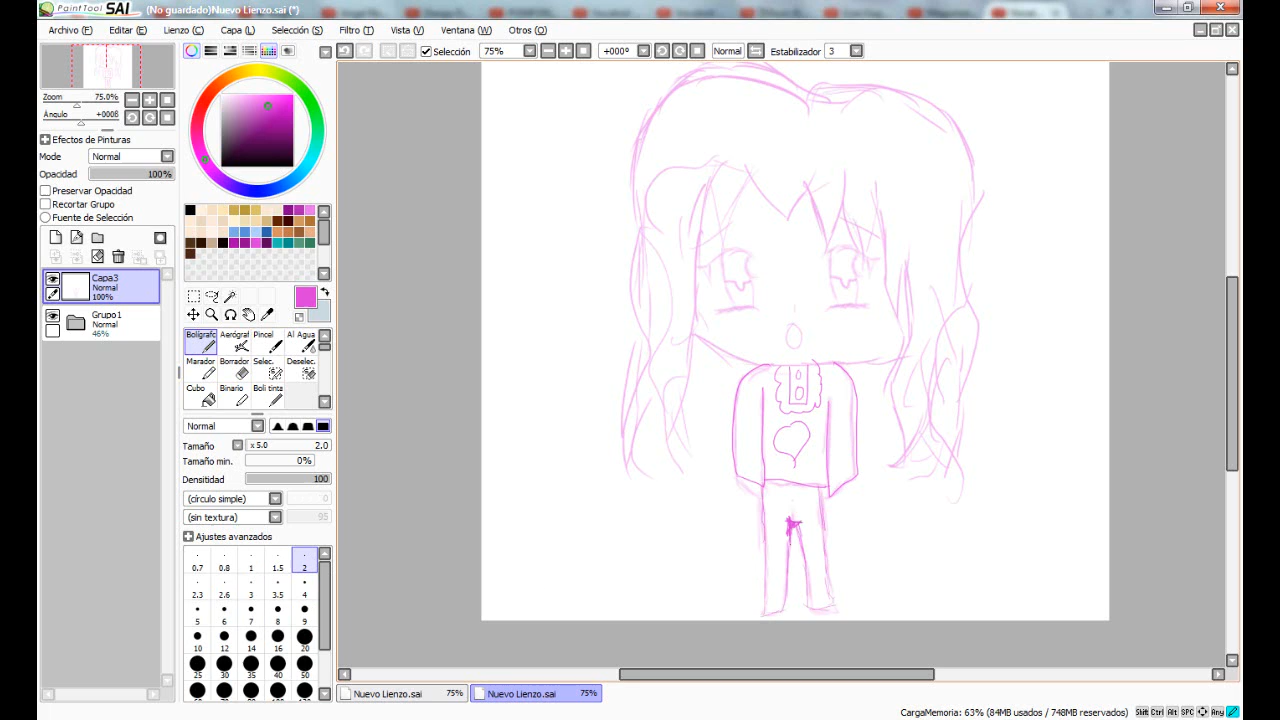 PaintTool SAI (No guardado)Nuevo Lienzo.sai (*)
Archivo (F) Editar (E) Lienzo (C) Capa (L) Selección (S) Filtro (T) Vista (V) Ventana (W) Otros (O)
Selección 75% +000º Normal Estabilizador 3
Zoom 75.0%
Ángulo +000ß
Efectos de Pinturas
Mode Normal
Opacidad 100%
Preservar Opacidad
Recortar Grupo
Fuente de Selección
Capa3
Normal
100%
Grupo1
Normal
46%
Bolígrafo Aerógraf Pincel Al Agua
Marador Borrador Selec. Deselec.
Cubo Binario Boli tinta
Normal
Tamaño x 5.0 2.0
Tamaño min. 0%
Densitidad 100
(círculo simple) 0
(sin textura) 95
Ajustes avanzados
0.7 0.8 1 1.5 2
2.3 2.6 3 3.5 4
5 6 7 8 9
10 12 14 16 20
25 30 35 40 50
Nuevo Lienzo.sai 75% Nuevo Lienzo.sai 75%
CargaMemoria: 63% (84MB usados / 748MB reservados) Shift Ctrl Alt SPC Any